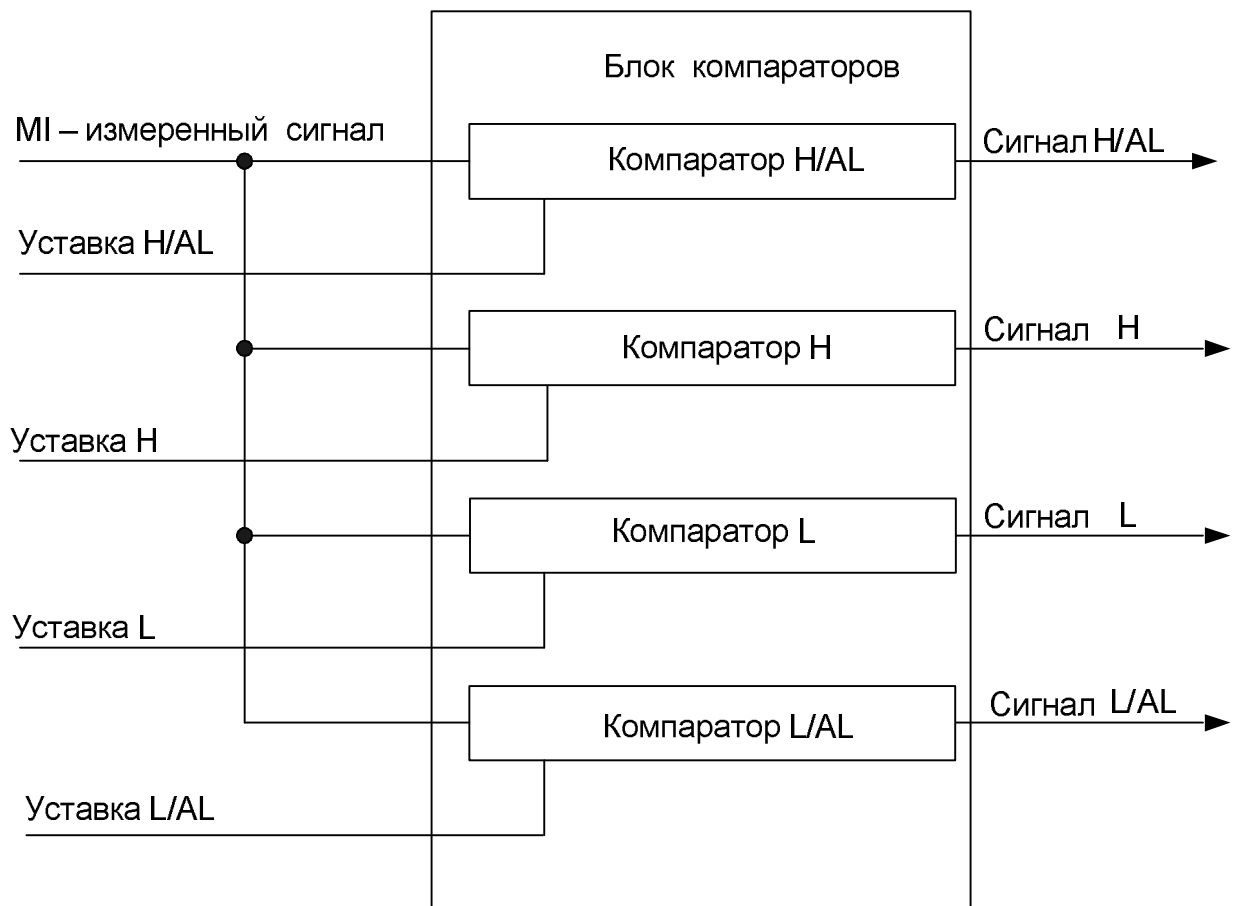 Блок компараторов
MI – измеренный сигнал
Компаратор H/AL
Сигнал H/AL
Уставка H/AL
Компаратор H
Сигнал H
Уставка H
Компаратор L
Сигнал L
Уставка L
Компаратор L/AL
Сигнал L/AL
Уставка L/AL